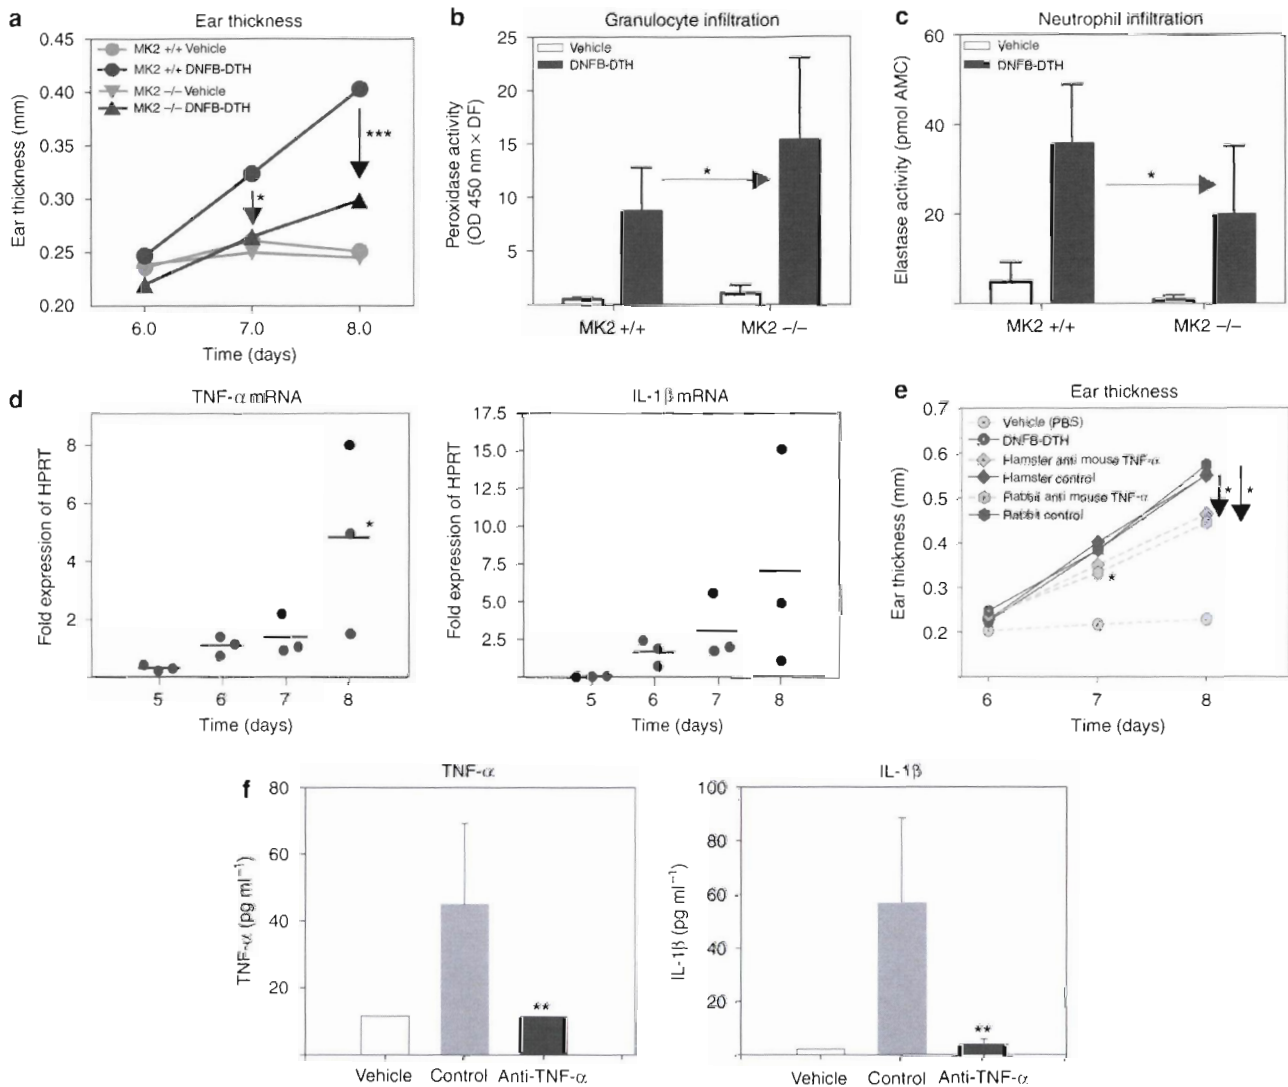 a
Ear thickness
Ear thickness (mm)
0.45
0.40
0.35
0.30
0.25
0.20
MK2 +/+ Vehicle
MK2 +/+ DNFB-DTH
MK2 –/– Vehicle
MK2 –/– DNFB-DTH
***
*
6.0
7.0
8.0
Time (days)
b
Granulocyte infiltration
Peroxidase activity
(OD 450 nm × DF)
25
20
15
10
5
Vehicle
DNFB-DTH
*
MK2 +/+
MK2 –/–
c
Neutrophil infiltration
Elastase activity (pmol AMC)
60
40
20
Vehicle
DNFB-DTH
*
MK2 +/+
MK2 –/–
d
TNF-α mRNA
Fold expression of HPRT
8
6
4
2
*
5
6
7
8
Time (days)
IL-1β mRNA
Fold expression of HPRT
17.5
15.0
12.5
10.0
7.5
5.0
2.5
5
6
7
8
Time (days)
e
Ear thickness
Ear thickness (mm)
0.7
0.6
0.5
0.4
0.3
0.2
Vehicle (PBS)
DNFB-DTH
Hamster anti mouse TNF-α
Hamster control
Rabbit anti mouse TNF-α
Rabbit control
*
*
*
6
7
8
Time (days)
f
TNF-α
TNF-α (pg ml⁻¹)
80
60
40
20
**
Vehicle
Control
Anti-TNF-α
IL-1β
IL-1β (pg ml⁻¹)
100
80
60
40
20
**
Vehicle
Control
Anti-TNF-α